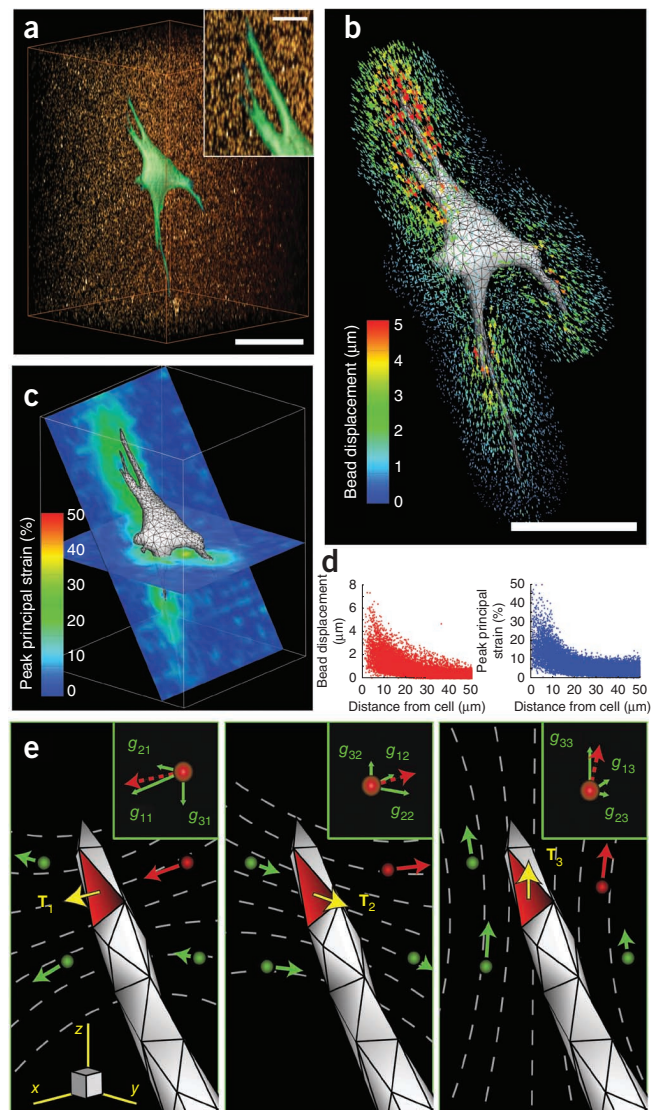 a
b
Bead displacement (μm)
5
4
3
2
1
0
c
Peak principal strain (%)
50
40
30
20
10
0
d
Bead displacement
(μm)
8
6
4
2
0
0 10 20 30 40 50
Distance from cell (μm)
Peak principal
strain (%)
50
40
30
20
10
0
0 10 20 30 40 50
Distance from cell (μm)
e
g21
g11
g31
T1
z
x
y
g32
g12
g22
T2
g33
g13
g23
T3